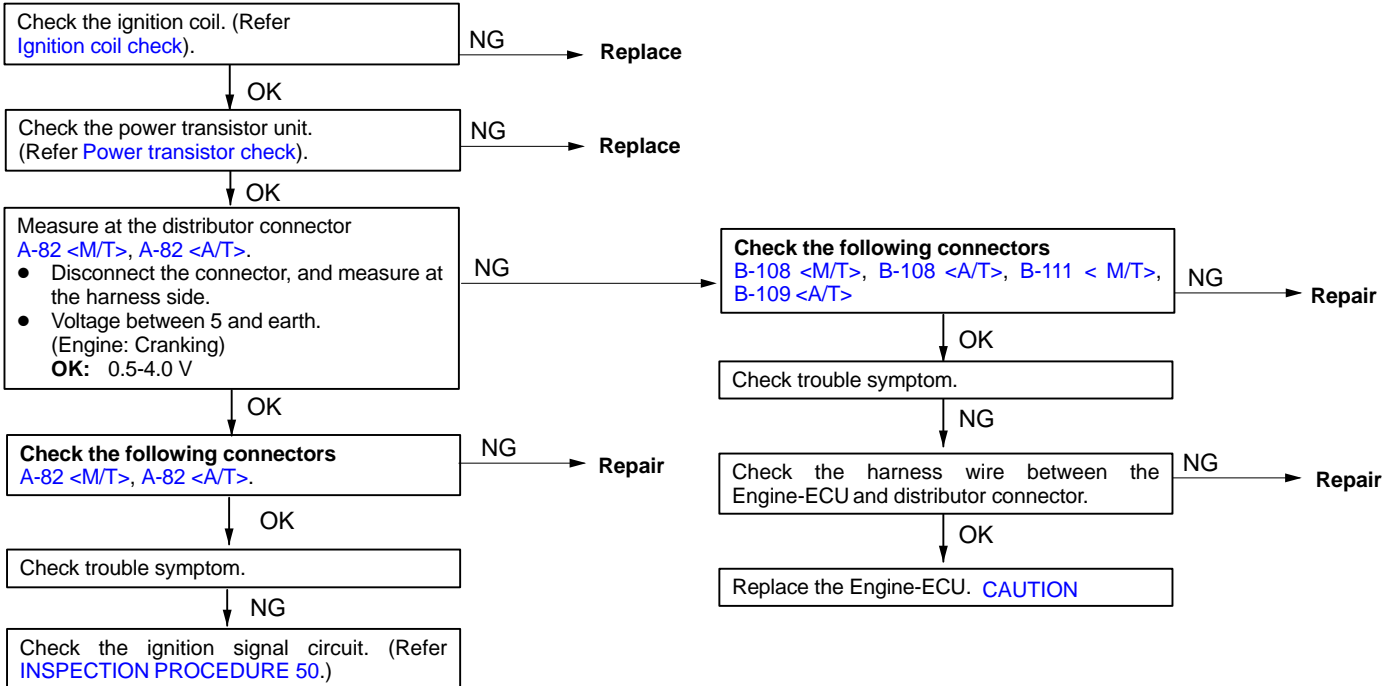 Check the ignition coil. (Refer
Ignition coil check).
NG
Replace
OK
Check the power transistor unit.
(Refer Power transistor check).
NG
Replace
OK
Measure at the distributor connector
A-82 <M/T>, A-82 <A/T>.
● Disconnect the connector, and measure at
the harness side.
● Voltage between 5 and earth.
(Engine: Cranking)
OK: 0.5-4.0 V
NG
OK
Check the following connectors
A-82 <M/T>, A-82 <A/T>.
NG
Repair
OK
Check trouble symptom.
NG
Check the ignition signal circuit. (Refer
INSPECTION PROCEDURE 50.)
Check the following connectors
B-108 <M/T>, B-108 <A/T>, B-111 < M/T>,
B-109 <A/T>
NG
Repair
OK
Check trouble symptom.
NG
Check the harness wire between the
Engine-ECU and distributor connector.
NG
Repair
OK
Replace the Engine-ECU. CAUTION